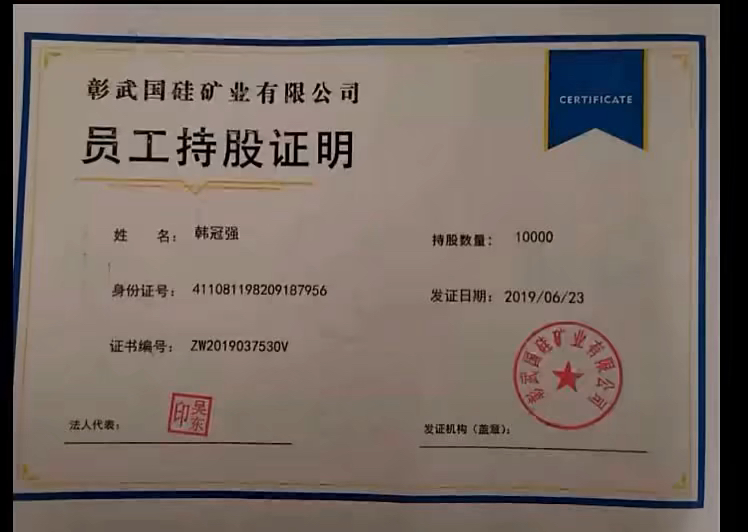 彰武国硅矿业有限公司
CERTIFICATE
员工持股证明
姓 名： 韩冠强
持股数量： 10000
身份证号： 411081198209187956
发证日期： 2019/06/23
证书编号： ZW2019037530V
彰武国硅矿业有限公司
法人代表： 吴东印
发证机构（盖章）：